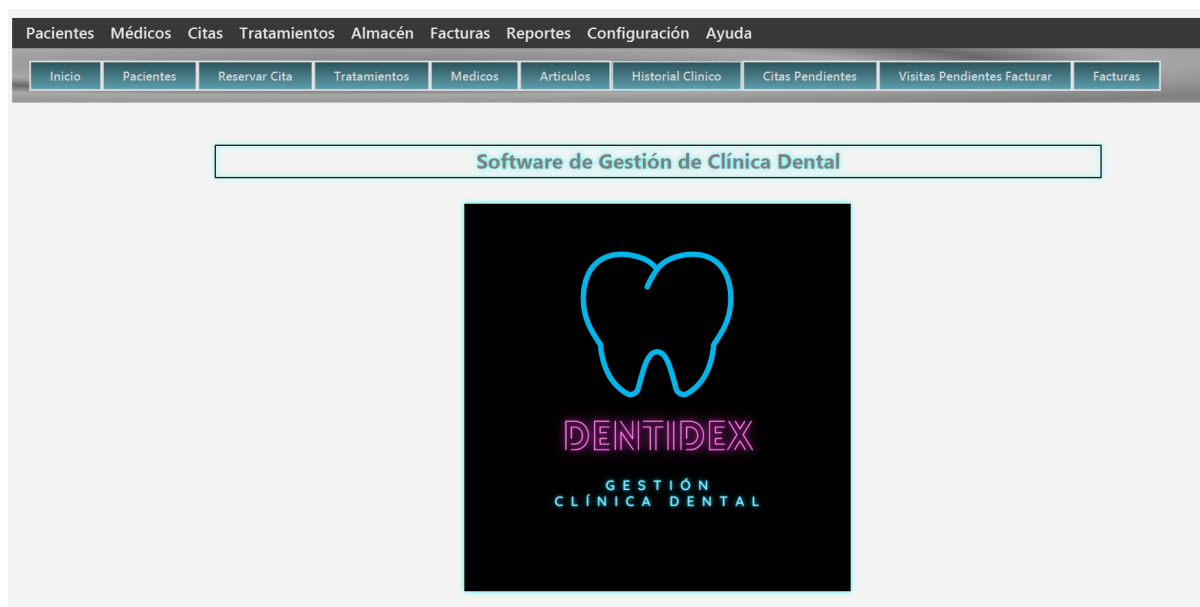 Pacientes Médicos Citas Tratamientos Almacén Facturas Reportes Configuración Ayuda
Inicio Pacientes Reservar Cita Tratamientos Medicos Articulos Historial Clinico Citas Pendientes Visitas Pendientes Facturar Facturas
Software de Gestión de Clínica Dental
DENTIDEX
GESTIÓN
CLÍNICA DENTAL